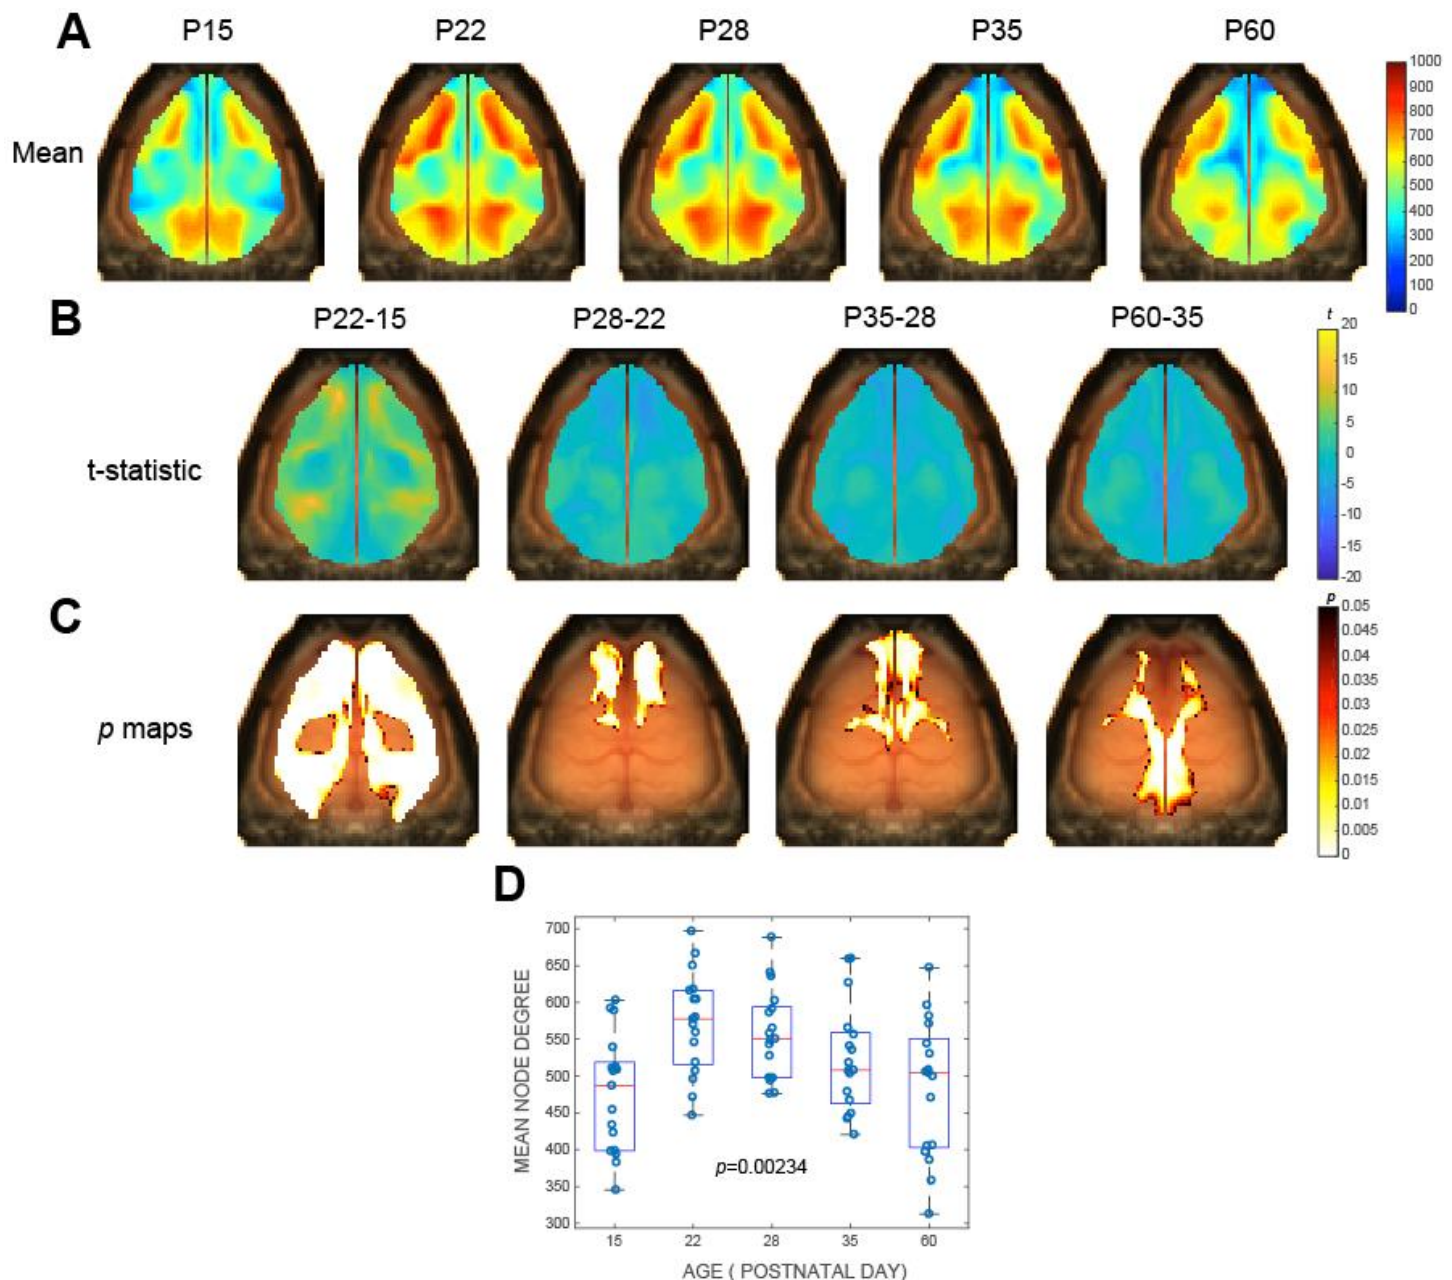 A
P15 P22 P28 P35 P60
Mean
1000
900
800
700
600
500
400
300
200
100
0
B
P22-15 P28-22 P35-28 P60-35
t-statistic
t
20
15
10
5
0
-5
-10
-15
-20
C
p maps
p
0.05
0.045
0.04
0.035
0.03
0.025
0.02
0.015
0.01
0.005
0
D
MEAN NODE DEGREE
700
650
600
550
500
450
400
350
300
p=0.00234
15 22 28 35 60
AGE ( POSTNATAL DAY)